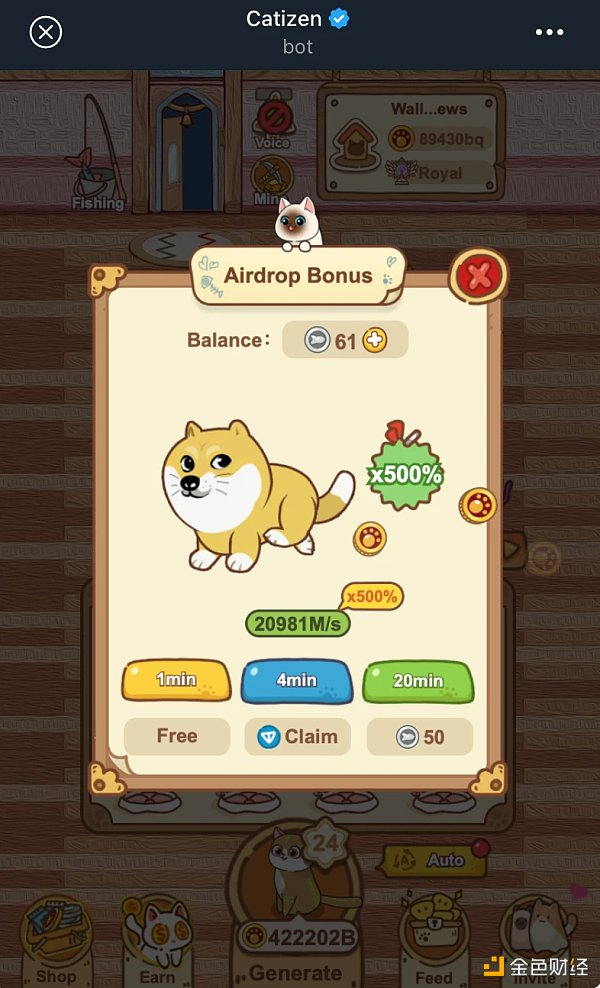 Catizen
bot
Wall...ews
89430bq
Royal
Voice
Fishing
Airdrop Bonus
Balance:
61
x500%
x500%
20981M/s
1min
4min
20min
Free
Claim
50
24
Auto
422202B
Shop
Earn
Generate
Feed
Invite
金色财经